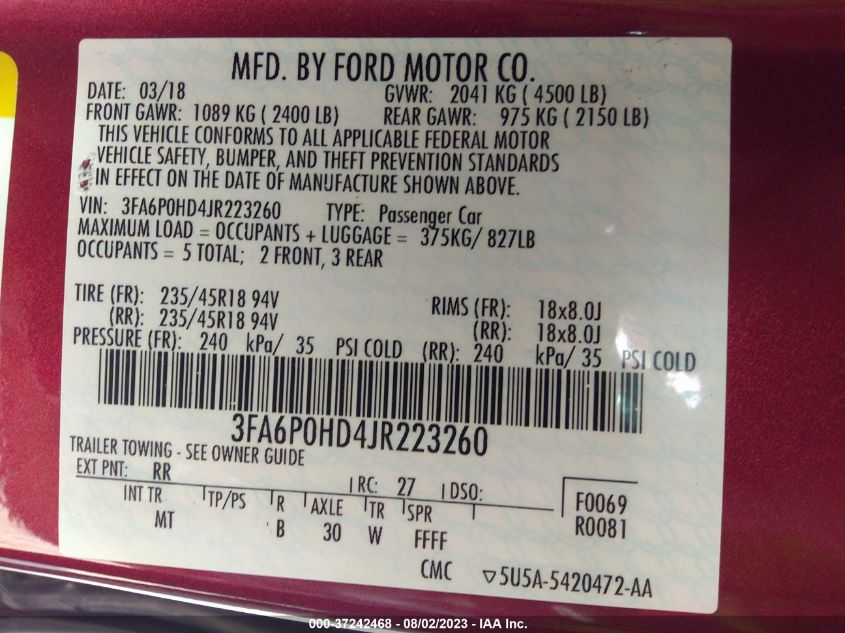 MFD. BY FORD MOTOR CO.
DATE: 03/18 GVWR: 2041 KG ( 4500 LB)
FRONT GAWR: 1089 KG ( 2400 LB) REAR GAWR: 975 KG ( 2150 LB)
THIS VEHICLE CONFORMS TO ALL APPLICABLE FEDERAL MOTOR
VEHICLE SAFETY, BUMPER, AND THEFT PREVENTION STANDARDS
IN EFFECT ON THE DATE OF MANUFACTURE SHOWN ABOVE.
VIN: 3FA6P0HD4JR223260 TYPE: Passenger Car
MAXIMUM LOAD = OCCUPANTS + LUGGAGE = 375KG/ 827LB
OCCUPANTS = 5 TOTAL; 2 FRONT, 3 REAR
TIRE (FR): 235/45R18 94V RIMS (FR): 18x8.0J
(RR): 235/45R18 94V (RR): 18x8.0J
PRESSURE (FR): 240 kPa/ 35 PSI COLD (RR): 240 kPa/ 35 PSI COLD
3FA6P0HD4JR223260
TRAILER TOWING - SEE OWNER GUIDE
EXT PNT: RR RC: 27 DSO: F0069
INT TR TP/PS R AXLE TR SPR R0081
MT B 30 W FFFF
CMC ▽5U5A-5420472-AA
000-37242468 - 08/02/2023 - IAA Inc.